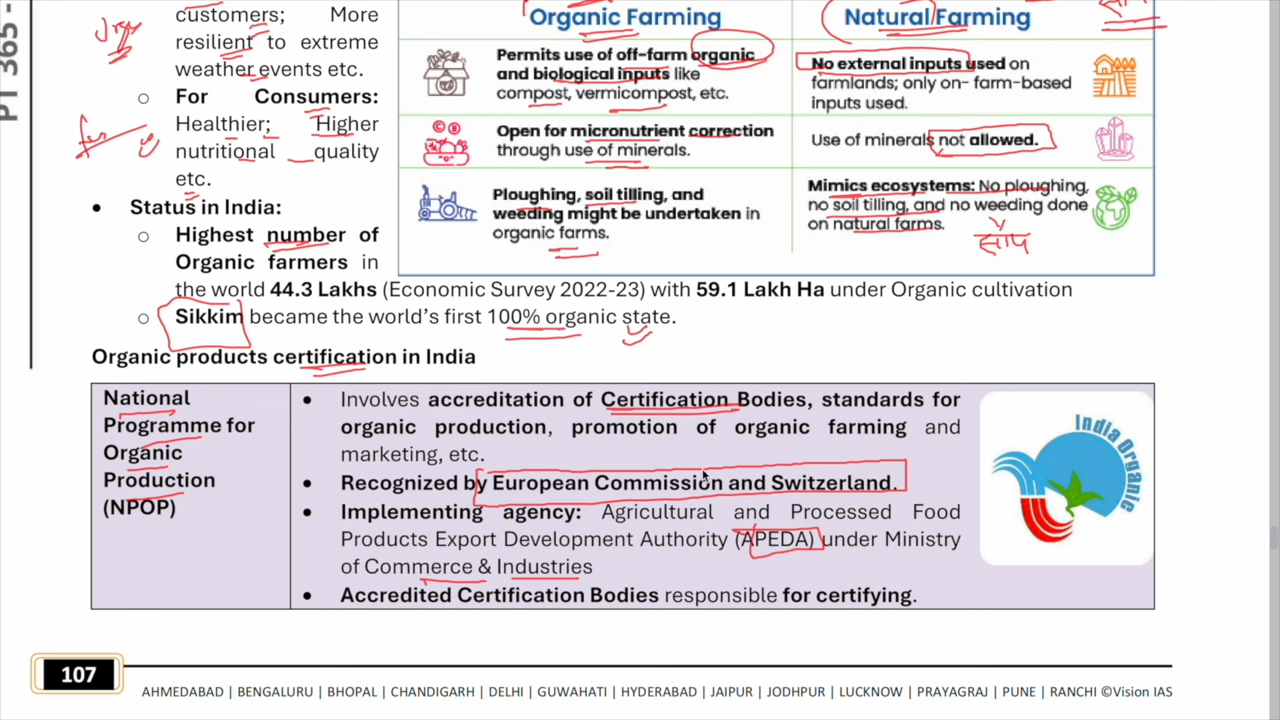 PT 365 -
customers; More
resilient to extreme
weather events etc.
o For Consumers:
Healthier; Higher
nutritional quality
etc.
• Status in India:
o Highest number of
Organic farmers in
the world 44.3 Lakhs (Economic Survey 2022-23) with 59.1 Lakh Ha under Organic cultivation
o Sikkim became the world's first 100% organic state.
Organic Farming
Natural Farming
Permits use of off-farm organic
and biological inputs like
compost, vermicompost, etc.
No external inputs used on
farmlands; only on- farm-based
inputs used.
Open for micronutrient correction
through use of minerals.
Use of minerals not allowed.
Ploughing, soil tilling, and
weeding might be undertaken in
organic farms.
Mimics ecosystems: No ploughing,
no soil tilling, and no weeding done
on natural farms.
Organic products certification in India
National
Programme for
Organic
Production
(NPOP)
• Involves accreditation of Certification Bodies, standards for
organic production, promotion of organic farming and
marketing, etc.
• Recognized by European Commission and Switzerland.
• Implementing agency: Agricultural and Processed Food
Products Export Development Authority (APEDA) under Ministry
of Commerce & Industries
• Accredited Certification Bodies responsible for certifying.
India Organic
107
AHMEDABAD | BENGALURU | BHOPAL | CHANDIGARH | DELHI | GUWAHATI | HYDERABAD | JAIPUR | JODHPUR | LUCKNOW | PRAYAGRAJ | PUNE | RANCHI ©Vision IAS